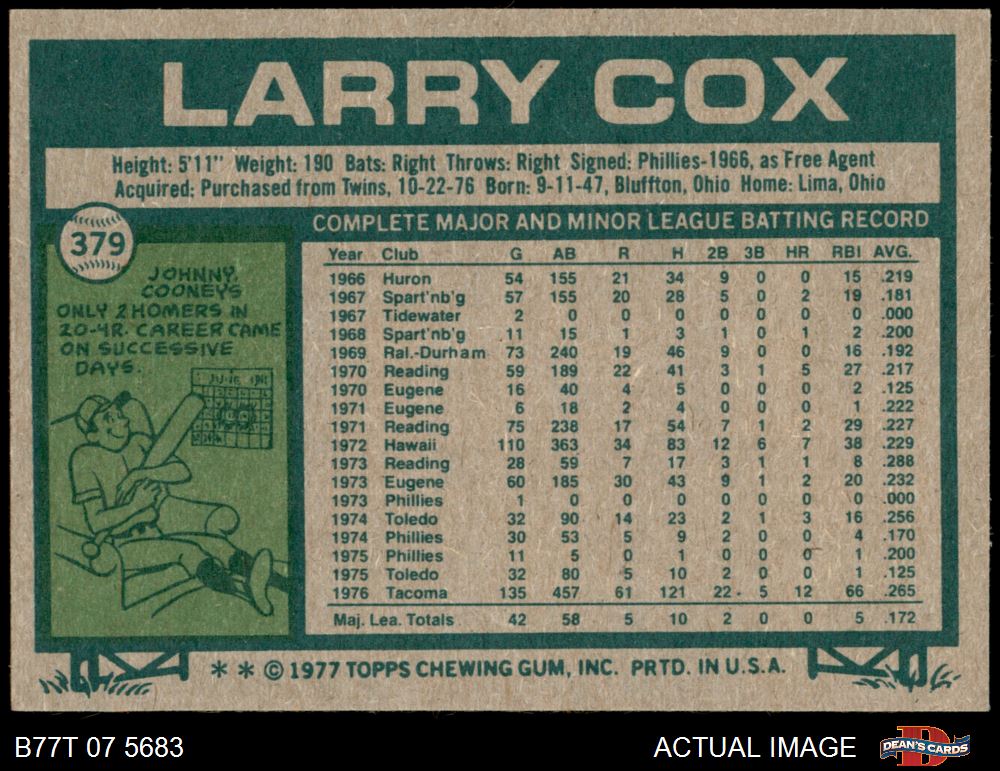 LARRY COX
Height: 5'11" Weight: 190 Bats: Right Throws: Right Signed: Phillies-1966, as Free Agent
Acquired: Purchased from Twins, 10-22-76 Born: 9-11-47, Bluffton, Ohio Home: Lima, Ohio
379
JOHNNY
COONEYS
ONLY 2 HOMERS IN
20-YR. CAREER CAME
ON SUCCESSIVE
DAYS.
COMPLETE MAJOR AND MINOR LEAGUE BATTING RECORD
Year Club G AB R H 2B 3B HR RBI AVG.
1966 Huron 54 155 21 34 9 0 0 15 .219
1967 Spart'nb'g 57 155 20 28 5 0 2 19 .181
1967 Tidewater 2 0 0 0 0 0 0 0 .000
1968 Spart'nb'g 11 15 1 3 1 0 1 2 .200
1969 Ral.-Durham 73 240 19 46 9 0 0 16 .192
1970 Reading 59 189 22 41 3 1 5 27 .217
1970 Eugene 16 40 4 5 0 0 0 2 .125
1971 Eugene 6 18 2 4 0 0 0 1 .222
1971 Reading 75 238 17 54 7 1 2 29 .227
1972 Hawaii 110 363 34 83 12 6 7 38 .229
1973 Reading 28 59 7 17 3 1 1 8 .288
1973 Eugene 60 185 30 43 9 1 2 20 .232
1973 Phillies 1 0 0 0 0 0 0 0 .000
1974 Toledo 32 90 14 23 2 1 3 16 .256
1974 Phillies 30 53 5 9 2 0 0 4 .170
1975 Phillies 11 5 0 1 0 0 0 1 .200
1975 Toledo 32 80 5 10 2 0 0 1 .125
1976 Tacoma 135 457 61 121 22 5 12 66 .265
Maj. Lea. Totals 42 58 5 10 2 0 0 5 .172
* * © 1977 TOPPS CHEWING GUM, INC. PRTD. IN U.S.A.
B77T 07 5683
ACTUAL IMAGE
DEAN'S CARDS